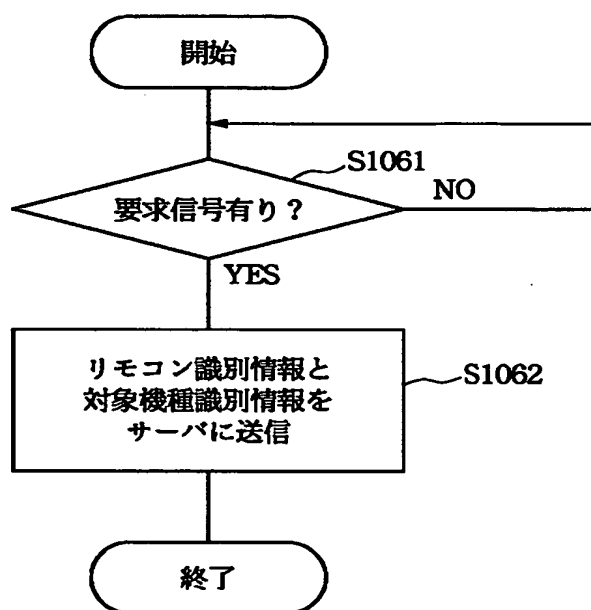 開始
S1061
要求信号有り?
NO
YES
リモコン識別情報と
対象機種識別情報を
サーバに送信
S1062
終了